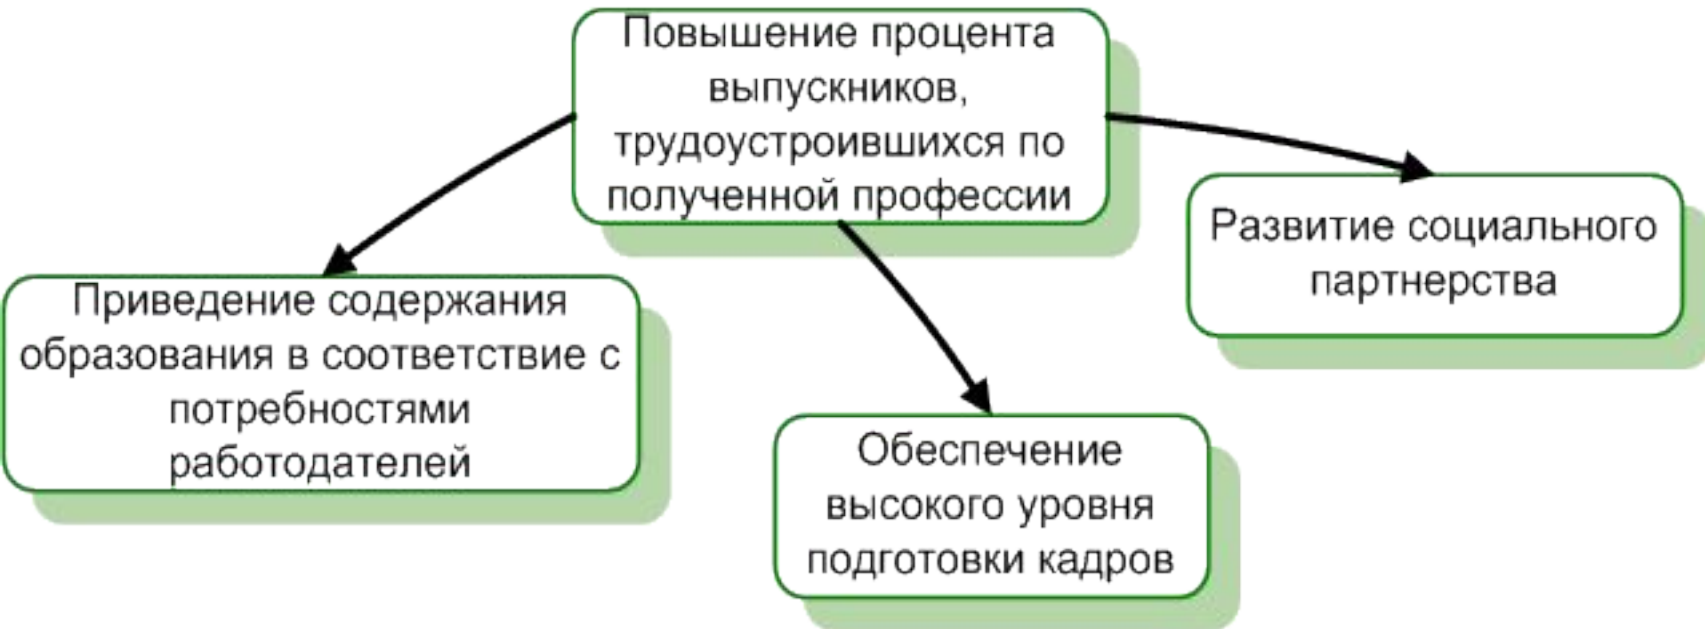 Повышение процента
выпускников,
трудоустроившихся по
полученной профессии
Развитие социального
партнерства
Приведение содержания
образования в соответствие с
потребностями
работодателей
Обеспечение
высокого уровня
подготовки кадров